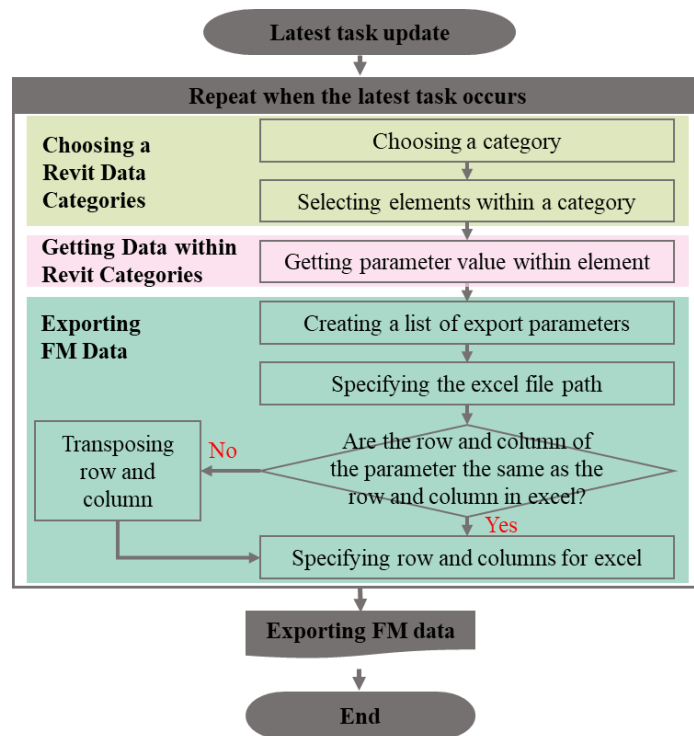 Latest task update
Repeat when the latest task occurs
Choosing a
Revit Data
Categories
Choosing a category
Selecting elements within a category
Getting Data within
Revit Categories
Getting parameter value within element
Exporting
FM Data
Creating a list of export parameters
Specifying the excel file path
Are the row and column of
the parameter the same as the
row and column in excel?
No
Transposing
row and
column
Yes
Specifying row and columns for excel
Exporting FM data
End